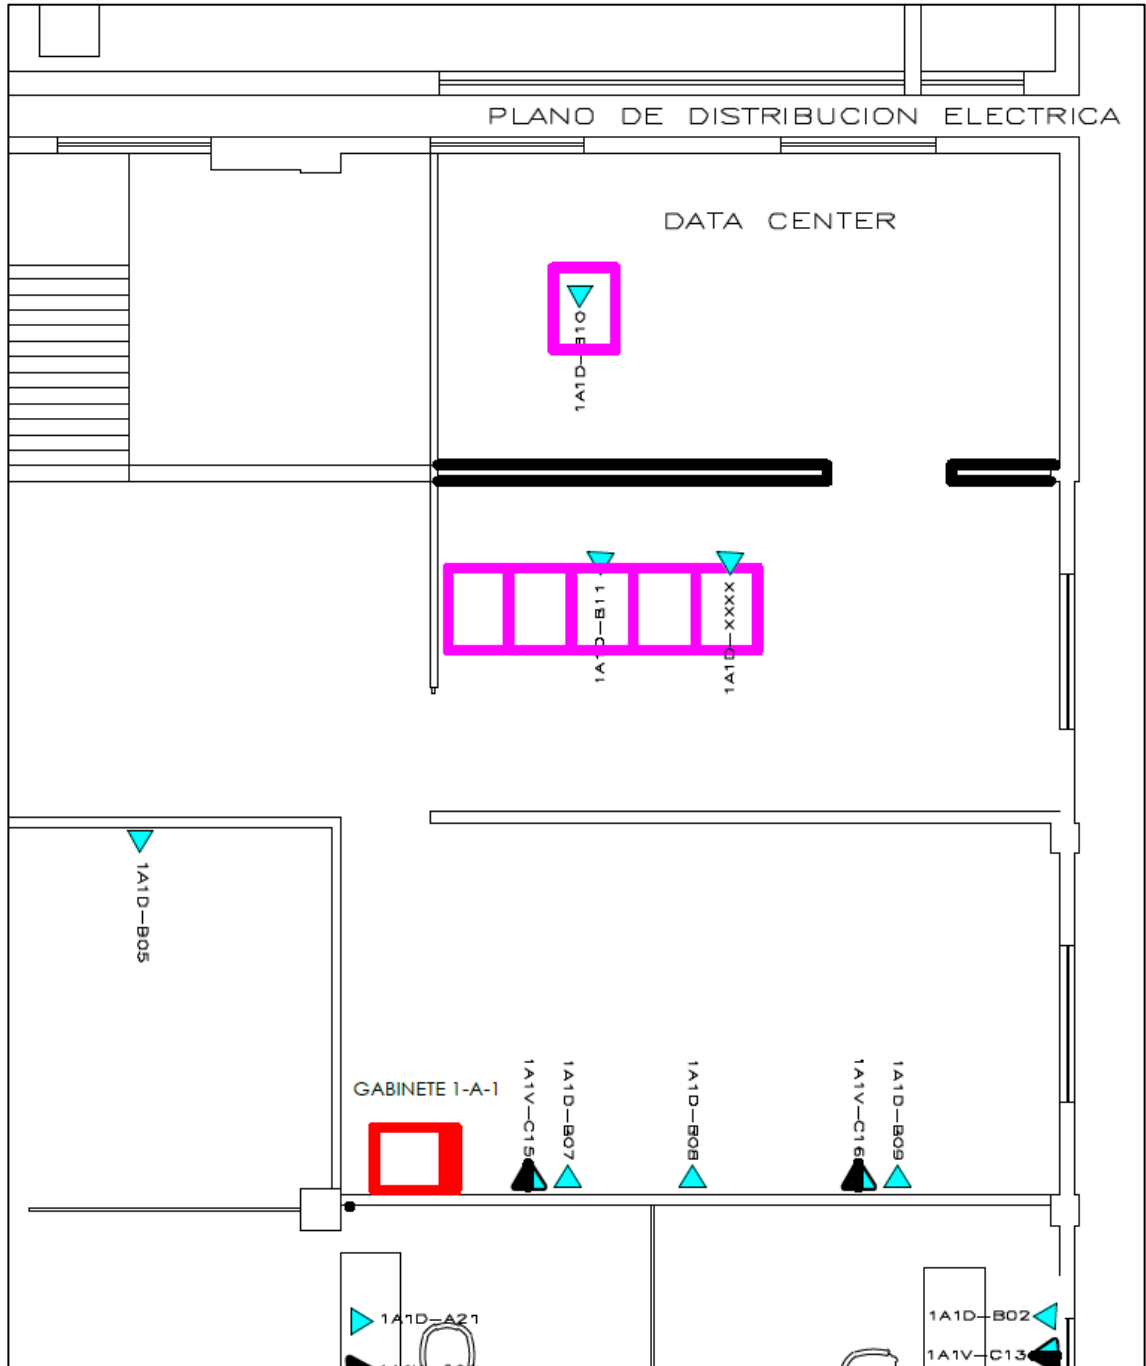 PLANO DE DISTRIBUCION ELECTRICA
DATA CENTER
1A1D-B10
1A1D-B11
1A1D-XXXX
1A1D-B05
GABINETE 1-A-1
1A1V-C15
1A1D-B07
1A1D-B08
1A1V-C16
1A1D-B09
1A1D-A21
1A1D-B02
1A1V-C13